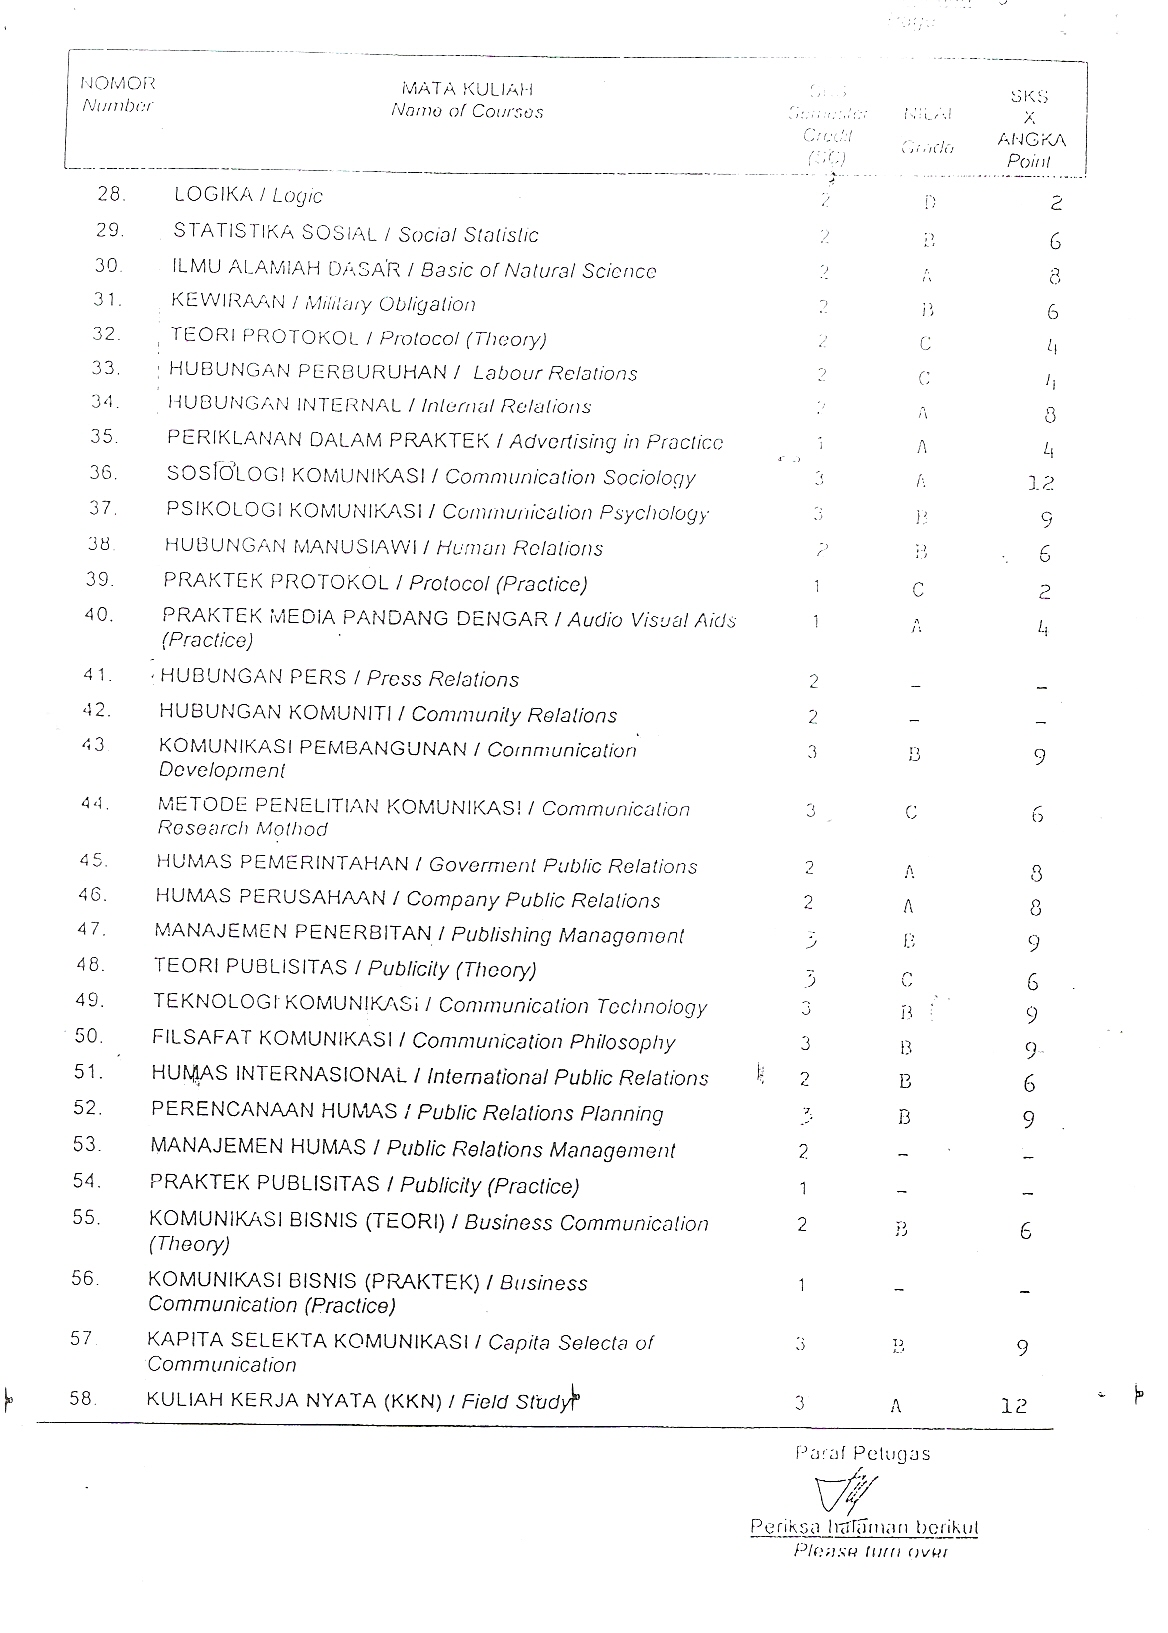 Page
NOMOR MATA KULIAH SKS SKS
Number Name of Courses Semester NILAI X
Credit Grade ANGKA
(SC) Point
28. LOGIKA / Logic 2 D 2
29. STATISTIKA SOSIAL / Social Statistic 2 B 6
30. ILMU ALAMIAH DASAR / Basic of Natural Science 2 A 8
31. KEWIRAAN / Military Obligation 2 B 6
32. TEORI PROTOKOL / Protocol (Theory) 2 C 4
33. HUBUNGAN PERBURUHAN / Labour Relations 2 C 4
34. HUBUNGAN INTERNAL / Internal Relations 2 A 8
35. PERIKLANAN DALAM PRAKTEK / Advertising in Practice 1 A 4
36. SOSIOLOGI KOMUNIKASI / Communication Sociology 3 A 12
37. PSIKOLOGI KOMUNIKASI / Communication Psychology 3 B 9
38. HUBUNGAN MANUSIAWI / Human Relations 2 B 6
39. PRAKTEK PROTOKOL / Protocol (Practice) 1 C 2
40. PRAKTEK MEDIA PANDANG DENGAR / Audio Visual Aids 1 A 4
(Practice)
41. HUBUNGAN PERS / Press Relations 2 – –
42. HUBUNGAN KOMUNITI / Community Relations 2 – –
43 KOMUNIKASI PEMBANGUNAN / Communication 3 B 9
Development
44. METODE PENELITIAN KOMUNIKASI / Communication 3 C 6
Research Mothod
45. HUMAS PEMERINTAHAN / Goverment Public Relations 2 A 8
46. HUMAS PERUSAHAAN / Company Public Relations 2 A 8
47. MANAJEMEN PENERBITAN / Publishing Management 3 B 9
48. TEORI PUBLISITAS / Publicity (Theory) 3 C 6
49. TEKNOLOGI KOMUNIKASI / Communication Technology 3 B 9
50. FILSAFAT KOMUNIKASI / Communication Philosophy 3 B 9
51. HUMAS INTERNASIONAL / International Public Relations 2 B 6
52. PERENCANAAN HUMAS / Public Relations Planning 3 B 9
53. MANAJEMEN HUMAS / Public Relations Management 2 – –
54. PRAKTEK PUBLISITAS / Publicity (Practice) 1 – –
55. KOMUNIKASI BISNIS (TEORI) / Business Communication 2 B 6
(Theory)
56. KOMUNIKASI BISNIS (PRAKTEK) / Business 1 – –
Communication (Practice)
57 KAPITA SELEKTA KOMUNIKASI / Capita Selecta of 3 B 9
Communication
58. KULIAH KERJA NYATA (KKN) / Field Study 3 A 12
Paraf Petugas
Periksa halaman berikut
Please turn over